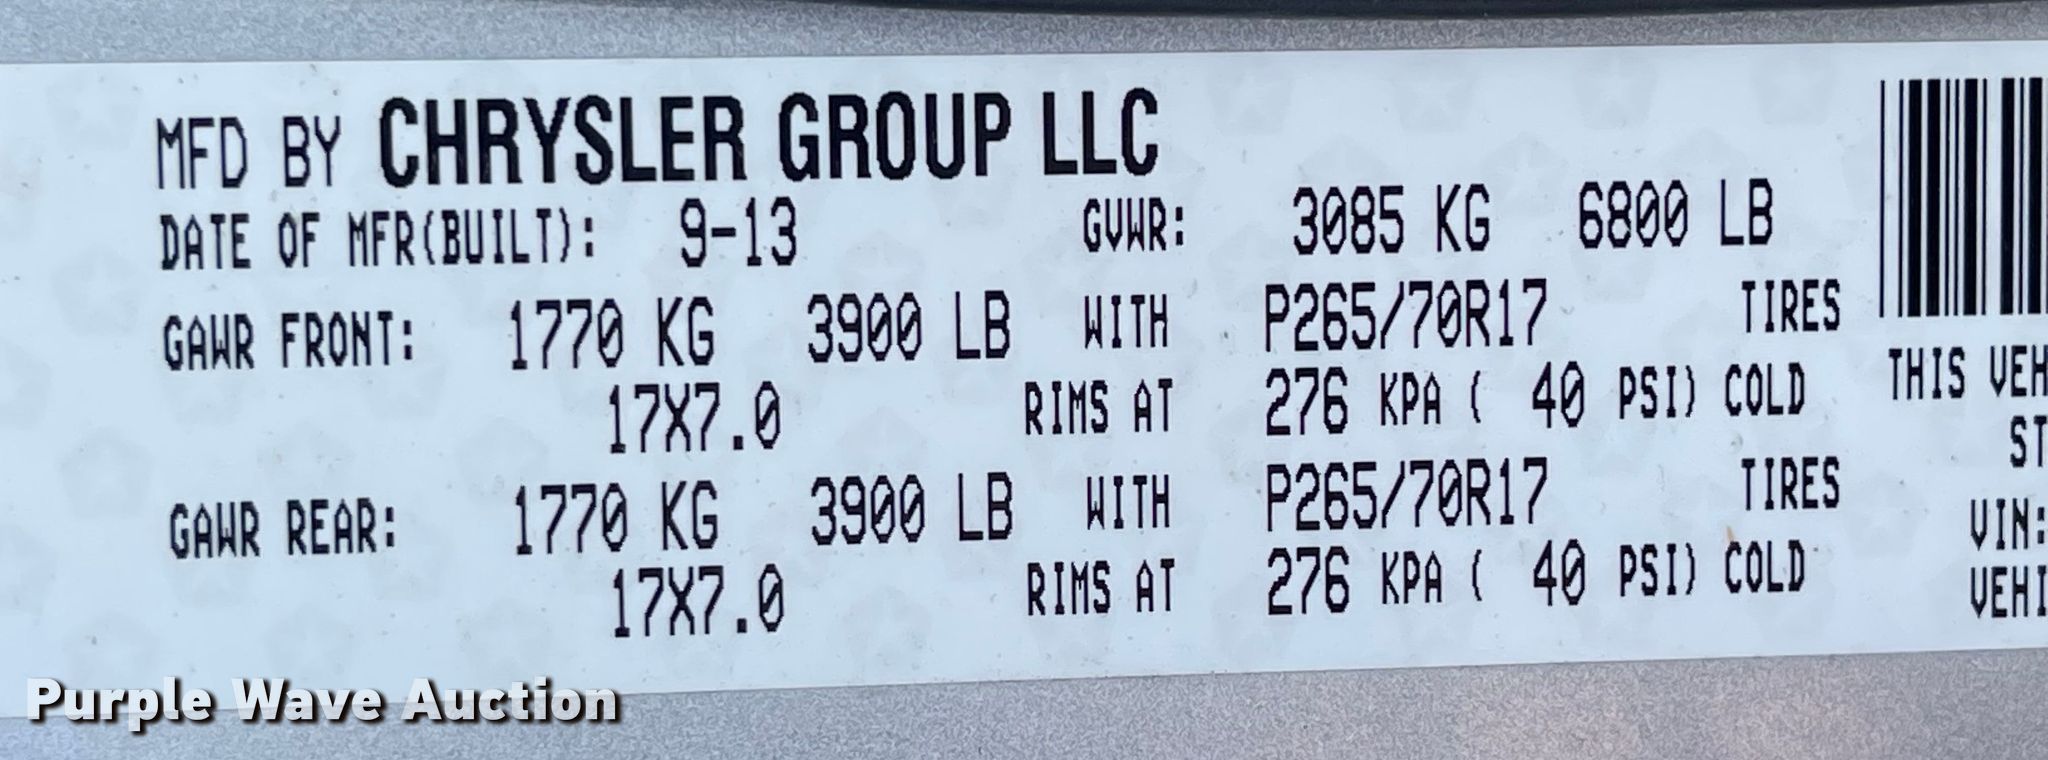 MFD BY CHRYSLER GROUP LLC
DATE OF MFR(BUILT): 9-13 GVWR: 3085 KG 6800 LB
GAWR FRONT: 1770 KG 3900 LB WITH P265/70R17 TIRES
17X7.0 RIMS AT 276 KPA ( 40 PSI) COLD
GAWR REAR: 1770 KG 3900 LB WITH P265/70R17 TIRES
17X7.0 RIMS AT 276 KPA ( 40 PSI) COLD
THIS VEH
ST
VIN:
VEHI
Purple Wave Auction